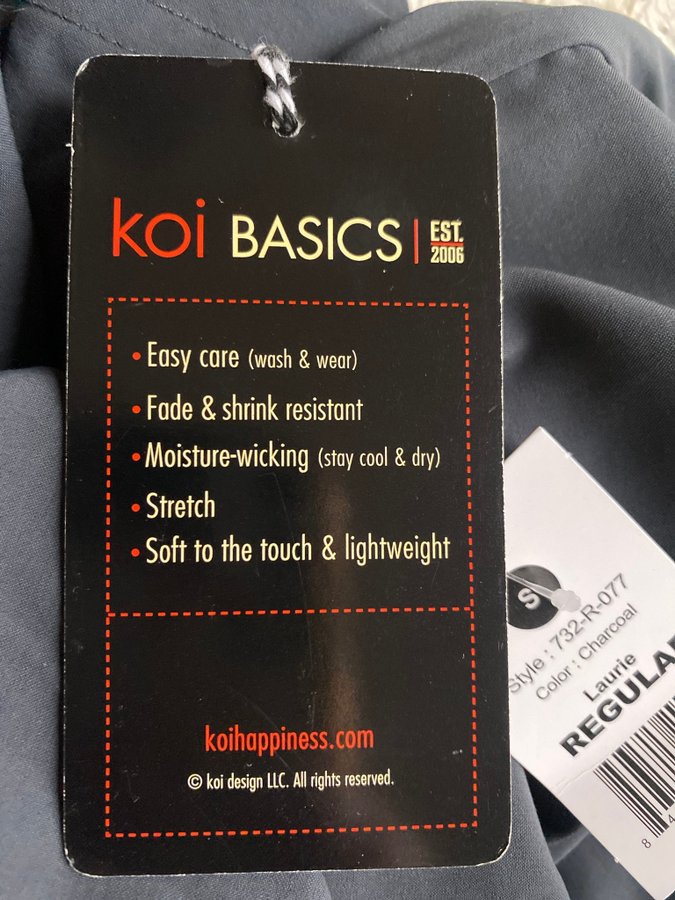 koi BASICS | EST. 2006
• Easy care (wash & wear)
• Fade & shrink resistant
• Moisture-wicking (stay cool & dry)
• Stretch
• Soft to the touch & lightweight
koihappiness.com
© koi design LLC. All rights reserved.
S
Style : 732-R-077
Color : Charcoal
Laurie
REGULAR
8